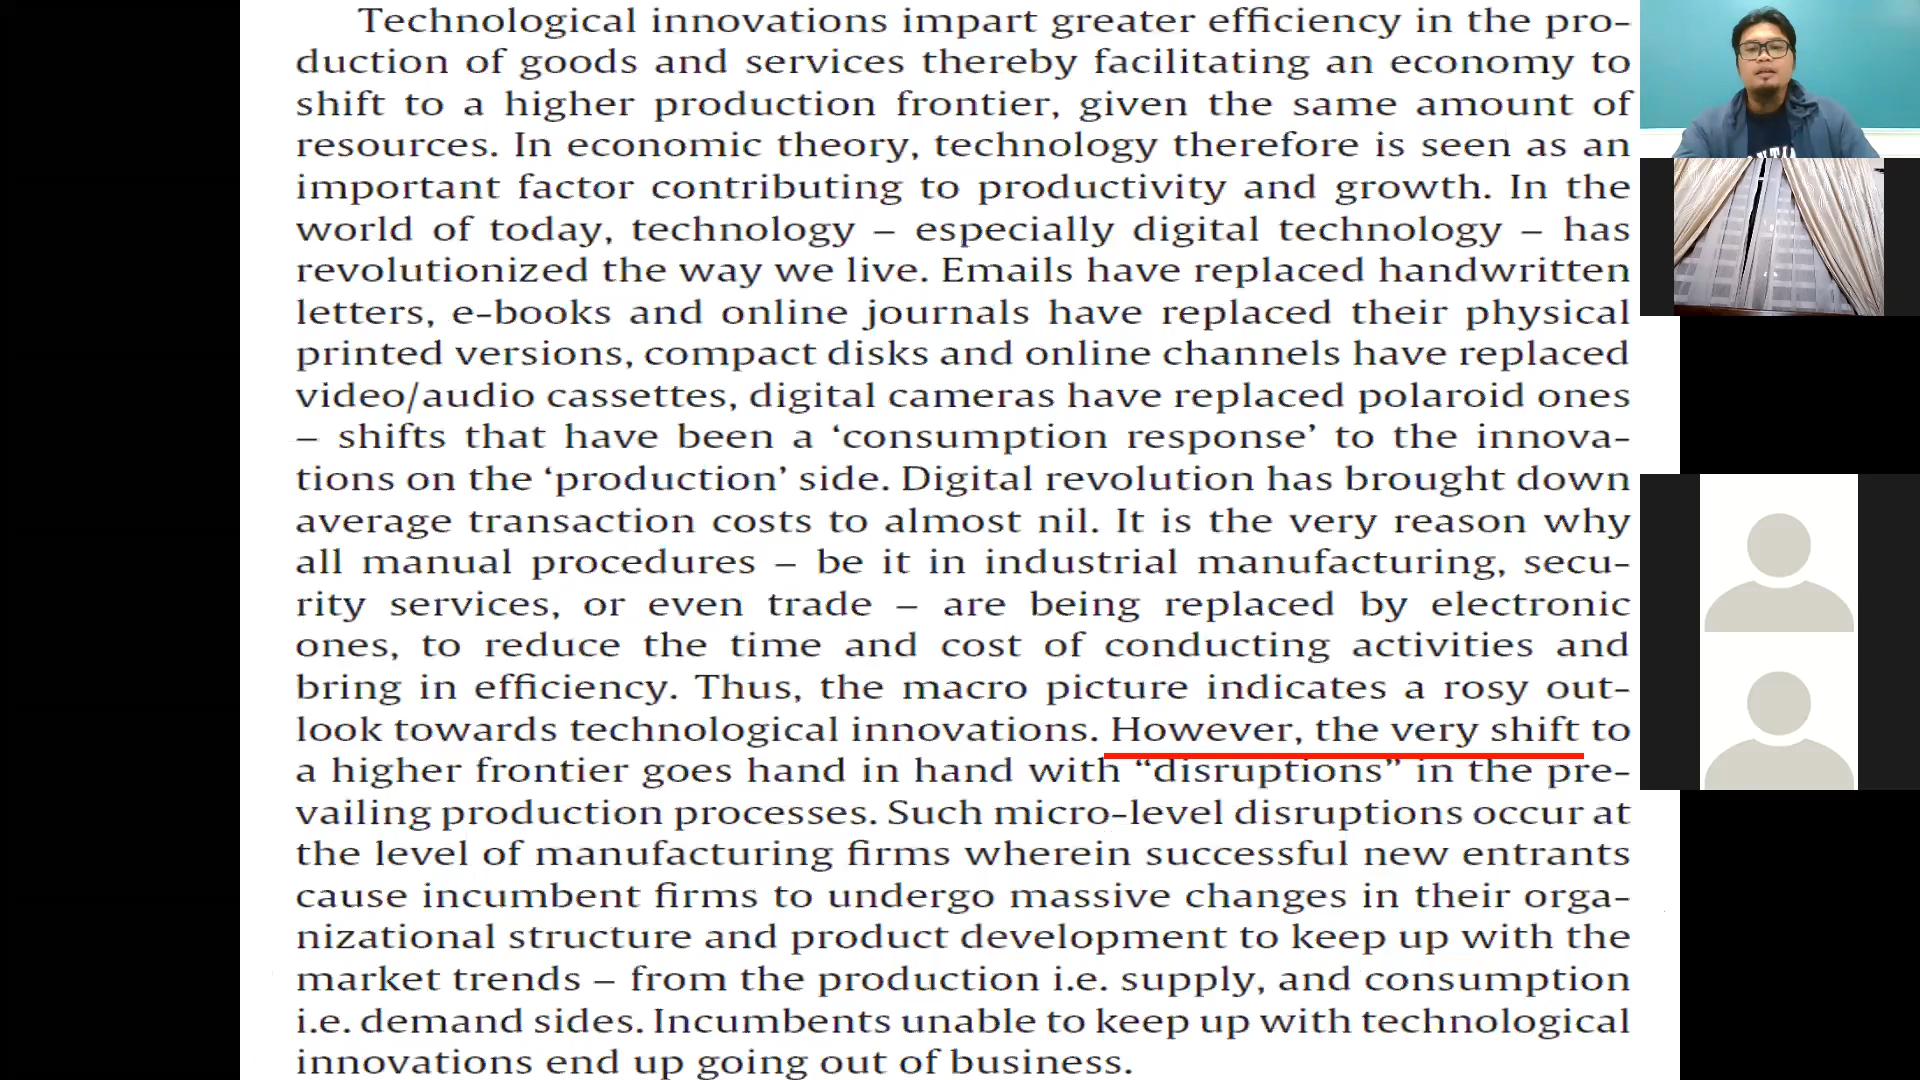 Technological innovations impart greater efficiency in the pro-
duction of goods and services thereby facilitating an economy to
shift to a higher production frontier, given the same amount of
resources. In economic theory, technology therefore is seen as an
important factor contributing to productivity and growth. In the
world of today, technology – especially digital technology – has
revolutionized the way we live. Emails have replaced handwritten
letters, e-books and online journals have replaced their physical
printed versions, compact disks and online channels have replaced
video/audio cassettes, digital cameras have replaced polaroid ones
– shifts that have been a ‘consumption response’ to the innova-
tions on the ‘production’ side. Digital revolution has brought down
average transaction costs to almost nil. It is the very reason why
all manual procedures – be it in industrial manufacturing, secu-
rity services, or even trade – are being replaced by electronic
ones, to reduce the time and cost of conducting activities and
bring in efficiency. Thus, the macro picture indicates a rosy out-
look towards technological innovations. However, the very shift to
a higher frontier goes hand in hand with “disruptions” in the pre-
vailing production processes. Such micro-level disruptions occur at
the level of manufacturing firms wherein successful new entrants
cause incumbent firms to undergo massive changes in their orga-
nizational structure and product development to keep up with the
market trends – from the production i.e. supply, and consumption
i.e. demand sides. Incumbents unable to keep up with technological
innovations end up going out of business.